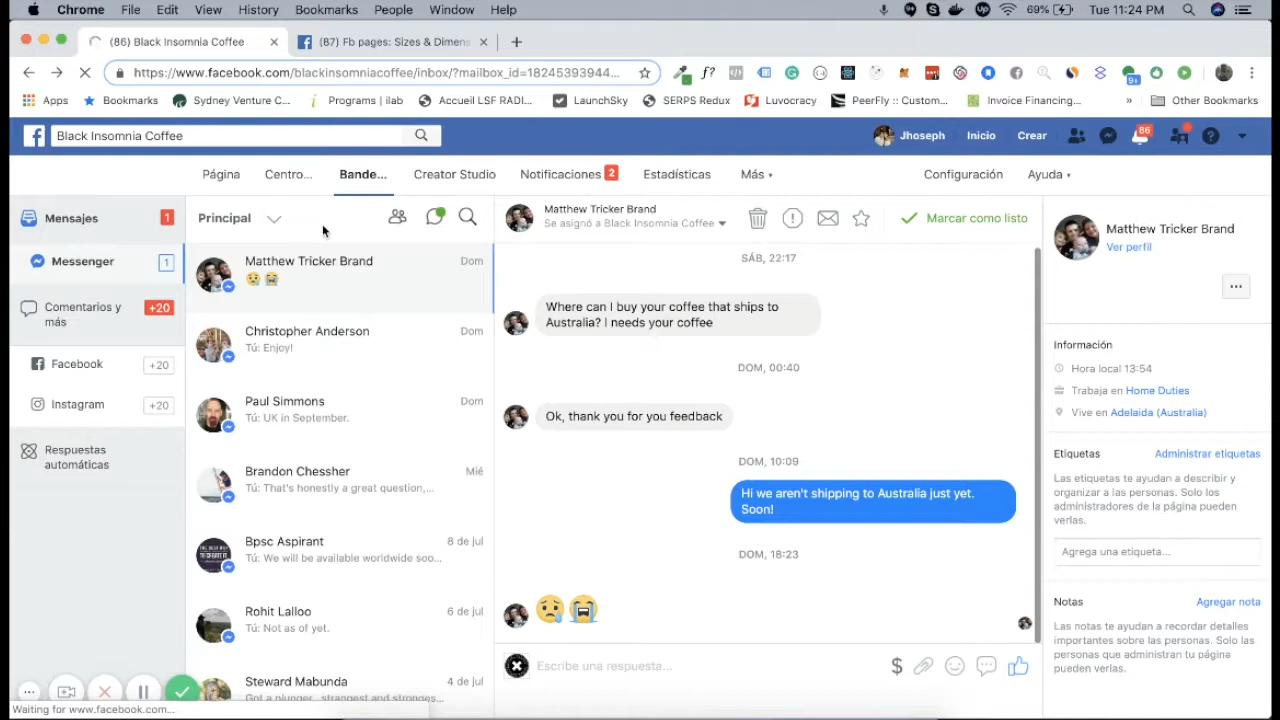 Chrome File Edit View History Bookmarks People Window Help 69% Tue 11:24 PM
(86) Black Insomnia Coffee (87) Fb pages: Sizes & Dimens
https://www.facebook.com/blackinsomniacoffee/inbox/?mailbox_id=18245393944... 9+
Apps Bookmarks Sydney Venture C... Programs | ilab Accueil LSF RADI... LaunchSky SERPS Redux Luvocracy PeerFly :: Custom... Invoice Financing... » Other Bookmarks
Black Insomnia Coffee Jhoseph Inicio Crear 86
Página Centro... Bande... Creator Studio Notificaciones 2 Estadísticas Más Configuración Ayuda
Mensajes 1
Messenger 1
Comentarios y
más +20
Facebook +20
Instagram +20
Respuestas
automáticas
Principal
Matthew Tricker Brand Dom
😢 😭
Christopher Anderson Dom
Tú: Enjoy!
Paul Simmons Dom
Tú: UK in September.
Brandon Chessher Mié
Tú: That's honestly a great question,...
Bpsc Aspirant 8 de jul
Tú: We will be available worldwide soo...
Rohit Lalloo 6 de jul
Tú: Not as of yet.
Steward Mabunda 4 de jul
Got a plunger, strangest and stronges...
Matthew Tricker Brand
Se asignó a Black Insomnia Coffee
Marcar como listo
SÁB, 22:17
Where can I buy your coffee that ships to
Australia? I needs your coffee
DOM, 00:40
Ok, thank you for you feedback
DOM, 10:09
Hi we aren't shipping to Australia just yet.
Soon!
DOM, 18:23
😢 😭
Escribe una respuesta...
Matthew Tricker Brand
Ver perfil
...
Información
Hora local 13:54
Trabaja en Home Duties
Vive en Adelaida (Australia)
Etiquetas Administrar etiquetas
Las etiquetas te ayudan a describir y
organizar a las personas. Solo los
administradores de la página pueden
verlas.
Agrega una etiqueta...
Notas Agregar nota
Las notas te ayudan a recordar detalles
importantes sobre las personas. Solo las
personas que administran tu página
pueden verlas.
Waiting for www.facebook.com...